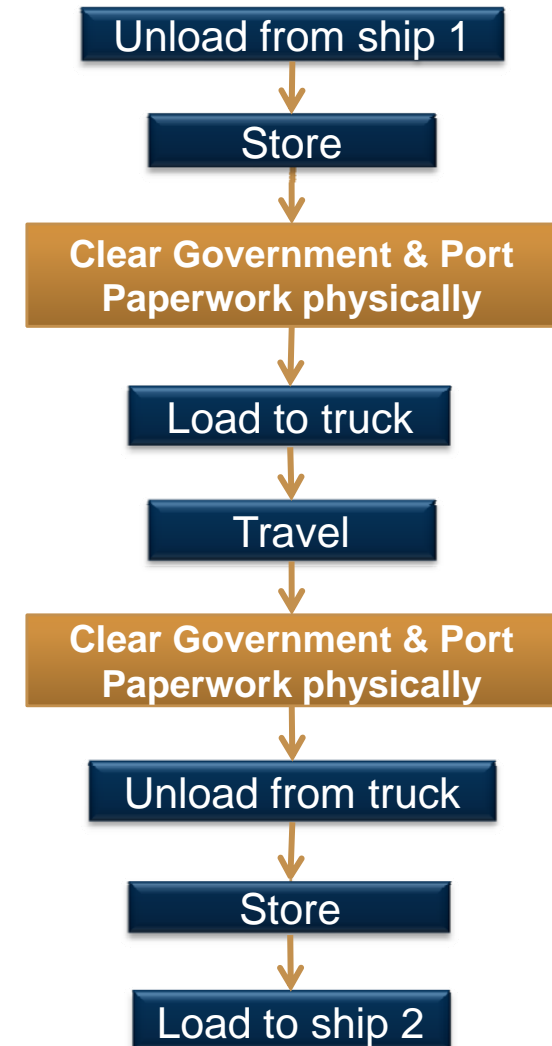 Unload from ship 1
Store
Clear Government & Port
Paperwork physically
Load to truck
Travel
Clear Government & Port
Paperwork physically
Unload from truck
Store
Load to ship 2